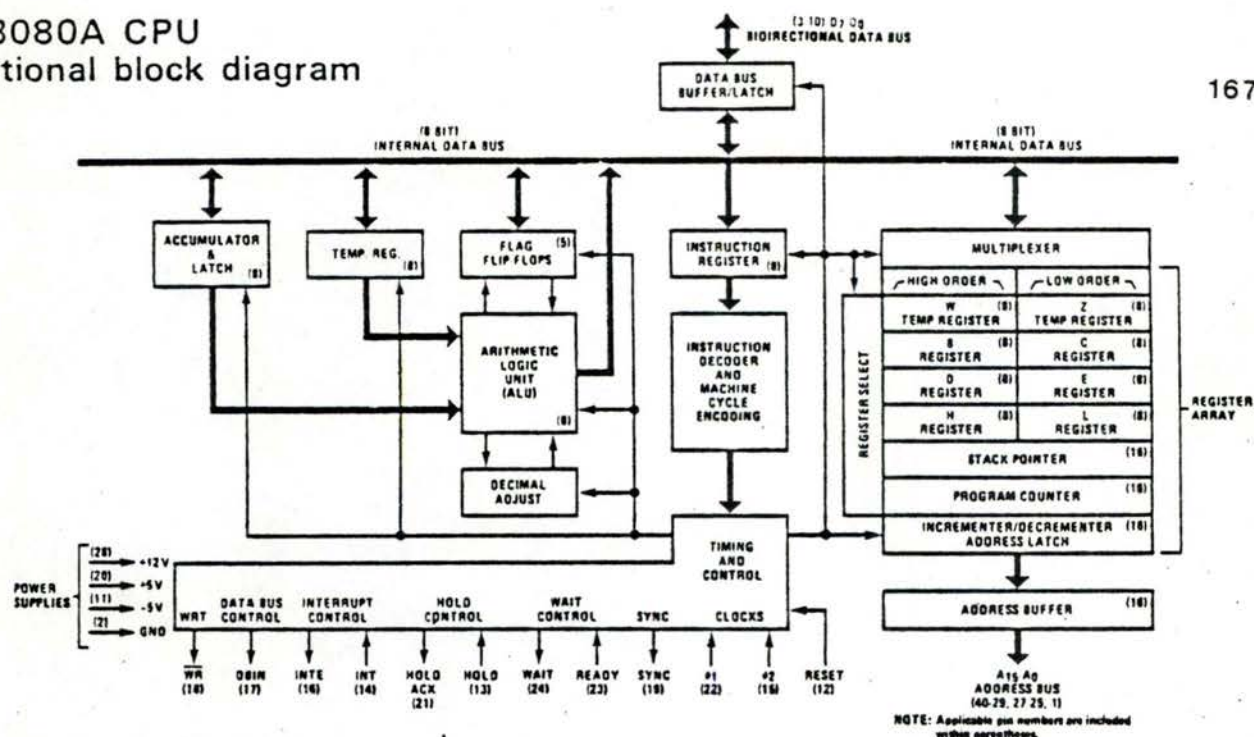 8080A CPU
tional block diagram
167
(3-10) D7 D0
BIDIRECTIONAL DATA BUS
DATA BUS
BUFFER/LATCH
(8 BIT)
INTERNAL DATA BUS
(8 BIT)
INTERNAL DATA BUS
ACCUMULATOR
&
LATCH (8)
TEMP. REG. (8)
FLAG (5)
FLIP FLOPS
INSTRUCTION
REGISTER (8)
MULTIPLEXER
HIGH ORDER
LOW ORDER
W (8)
TEMP REGISTER
Z (8)
TEMP REGISTER
B (8)
REGISTER
C (8)
REGISTER
D (8)
REGISTER
E (8)
REGISTER
H (8)
REGISTER
L (8)
REGISTER
STACK POINTER (16)
PROGRAM COUNTER (16)
INCREMENTER/DECREMENTER (16)
ADDRESS LATCH
REGISTER SELECT
REGISTER
ARRAY
ARITHMETIC
LOGIC
UNIT
(ALU)
(8)
INSTRUCTION
DECODER
AND
MACHINE
CYCLE
ENCODING
DECIMAL
ADJUST
TIMING
AND
CONTROL
POWER
SUPPLIES
(28) +12V
(20) +5V
(11) -5V
(2) GND
WRT
DATA BUS
CONTROL
INTERRUPT
CONTROL
HOLD
CONTROL
WAIT
CONTROL
SYNC
CLOCKS
ADDRESS BUFFER (16)
WR
(18)
DBIN
(17)
INTE
(16)
INT
(14)
HOLD
ACK
(21)
HOLD
(13)
WAIT
(24)
READY
(23)
SYNC
(19)
φ1
(22)
φ2
(15)
RESET
(12)
A15 A0
ADDRESS BUS
(40-29, 27 25, 1)
NOTE: Applicable pin numbers are included
within parentheses.